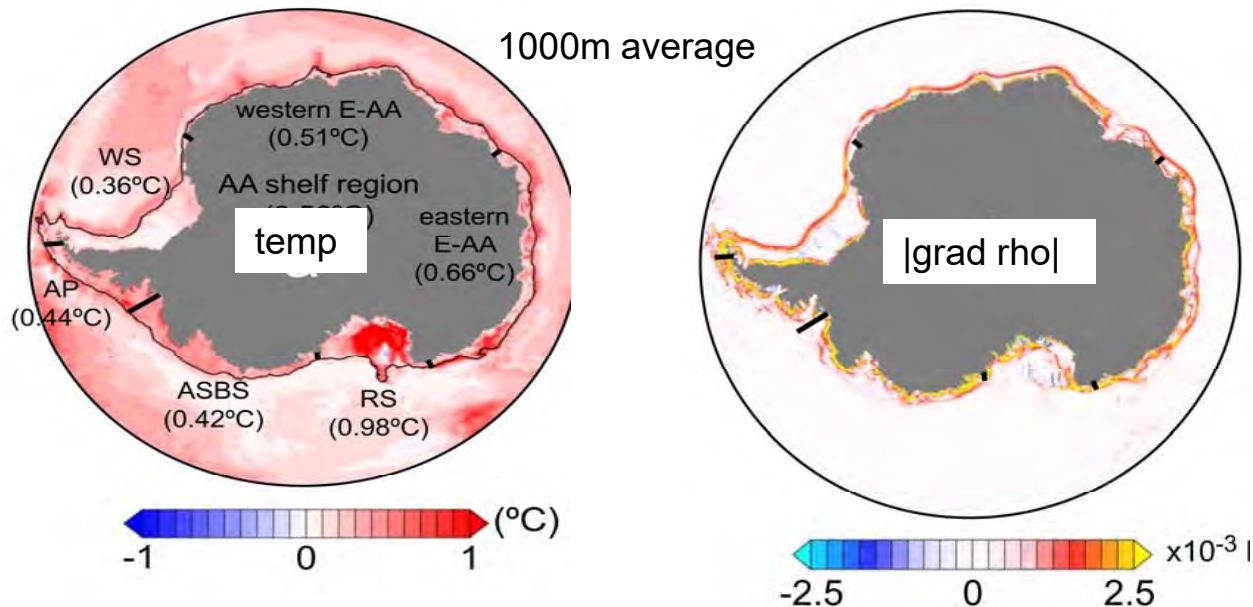 1000m average
western E-AA
(0.51ºC)
WS
(0.36ºC)
AA shelf region
temp
eastern
E-AA
(0.66ºC)
AP
(0.44ºC)
ASBS
(0.42ºC)
RS
(0.98ºC)
(ºC)
-1 0 1
|grad rho|
x10-3
-2.5 0 2.5